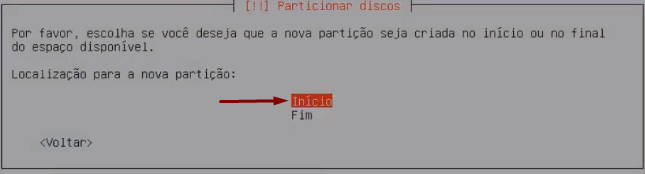 [!!] Particionar discos
Por favor, escolha se você deseja que a nova partição seja criada no início ou no final
do espaço disponível.
Localização para a nova partição:
Início
Fim
<Voltar>